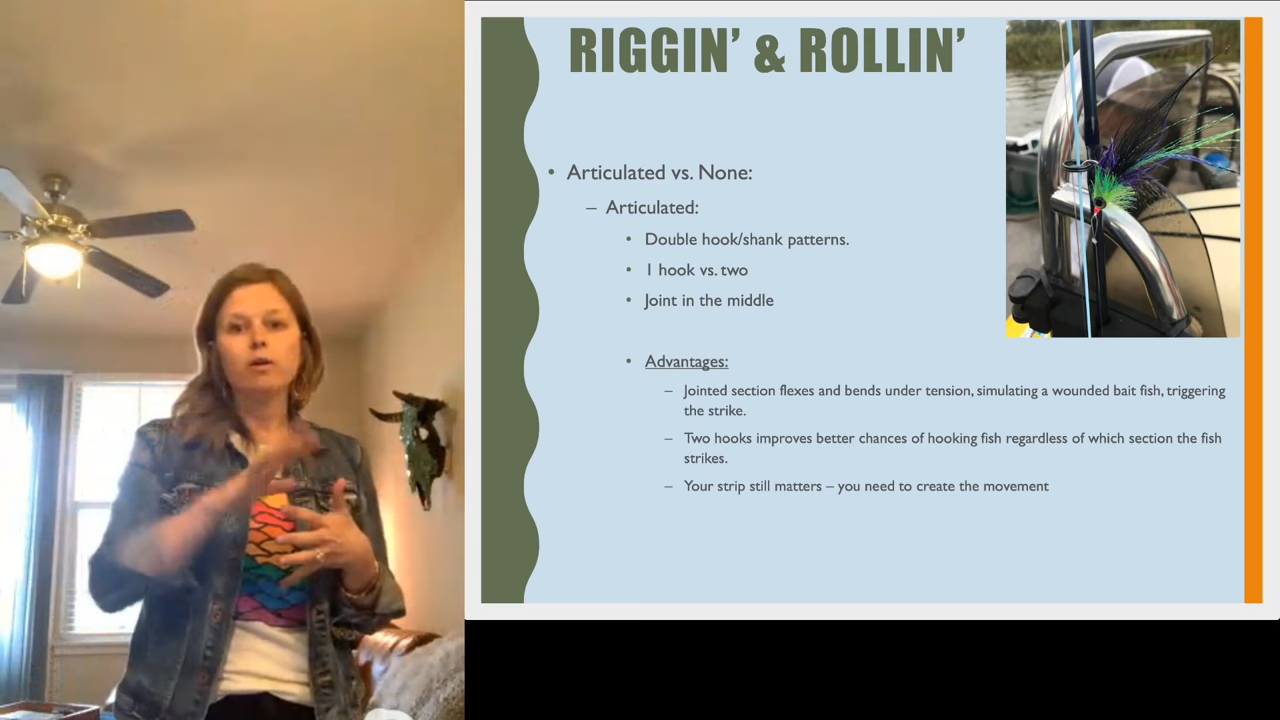 RIGGIN’ & ROLLIN’
• Articulated vs. None:
– Articulated:
• Double hook/shank patterns.
• 1 hook vs. two
• Joint in the middle
• Advantages:
– Jointed section flexes and bends under tension, simulating a wounded bait fish, triggering
the strike.
– Two hooks improves better chances of hooking fish regardless of which section the fish
strikes.
– Your strip still matters – you need to create the movement